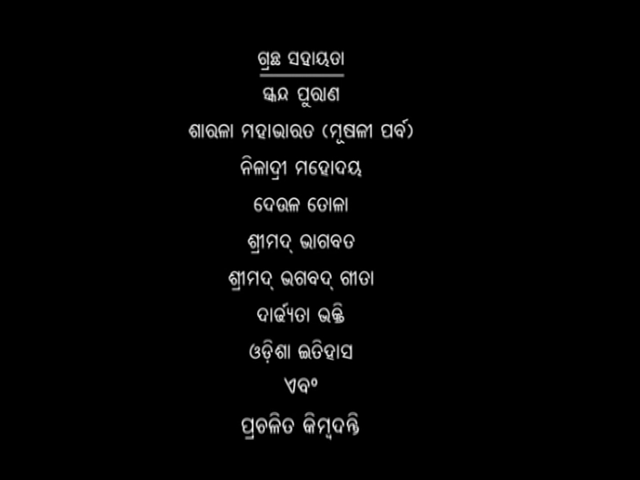 ଗ୍ରନ୍ଥ ସହାୟତା
ସ୍କନ୍ଦ ପୁରାଣ
ଶାରଳା ମହାଭାରତ (ମୂଷଳୀ ପର୍ବ)
ନିଳାଦ୍ରୀ ମହୋଦୟ
ଦେଉଳ ତୋଳା
ଶ୍ରୀମଦ୍ ଭାଗବତ
ଶ୍ରୀମଦ୍ ଭଗବଦ୍ ଗୀତା
ଦାର୍ଢ୍ୟତା ଭକ୍ତି
ଓଡ଼ିଶା ଇତିହାସ
ଏବଂ
ପ୍ରଚଳିତ କିମ୍ବଦନ୍ତି